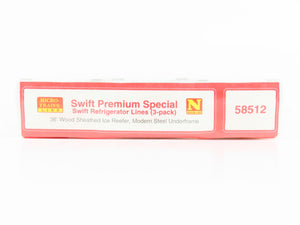 MICRO-TRAINS LINE
Swift Premium Special
Swift Refrigerator Lines (3-pack)
36' Wood Sheathed Ice Reefer, Modern Steel Underframe
N
58512